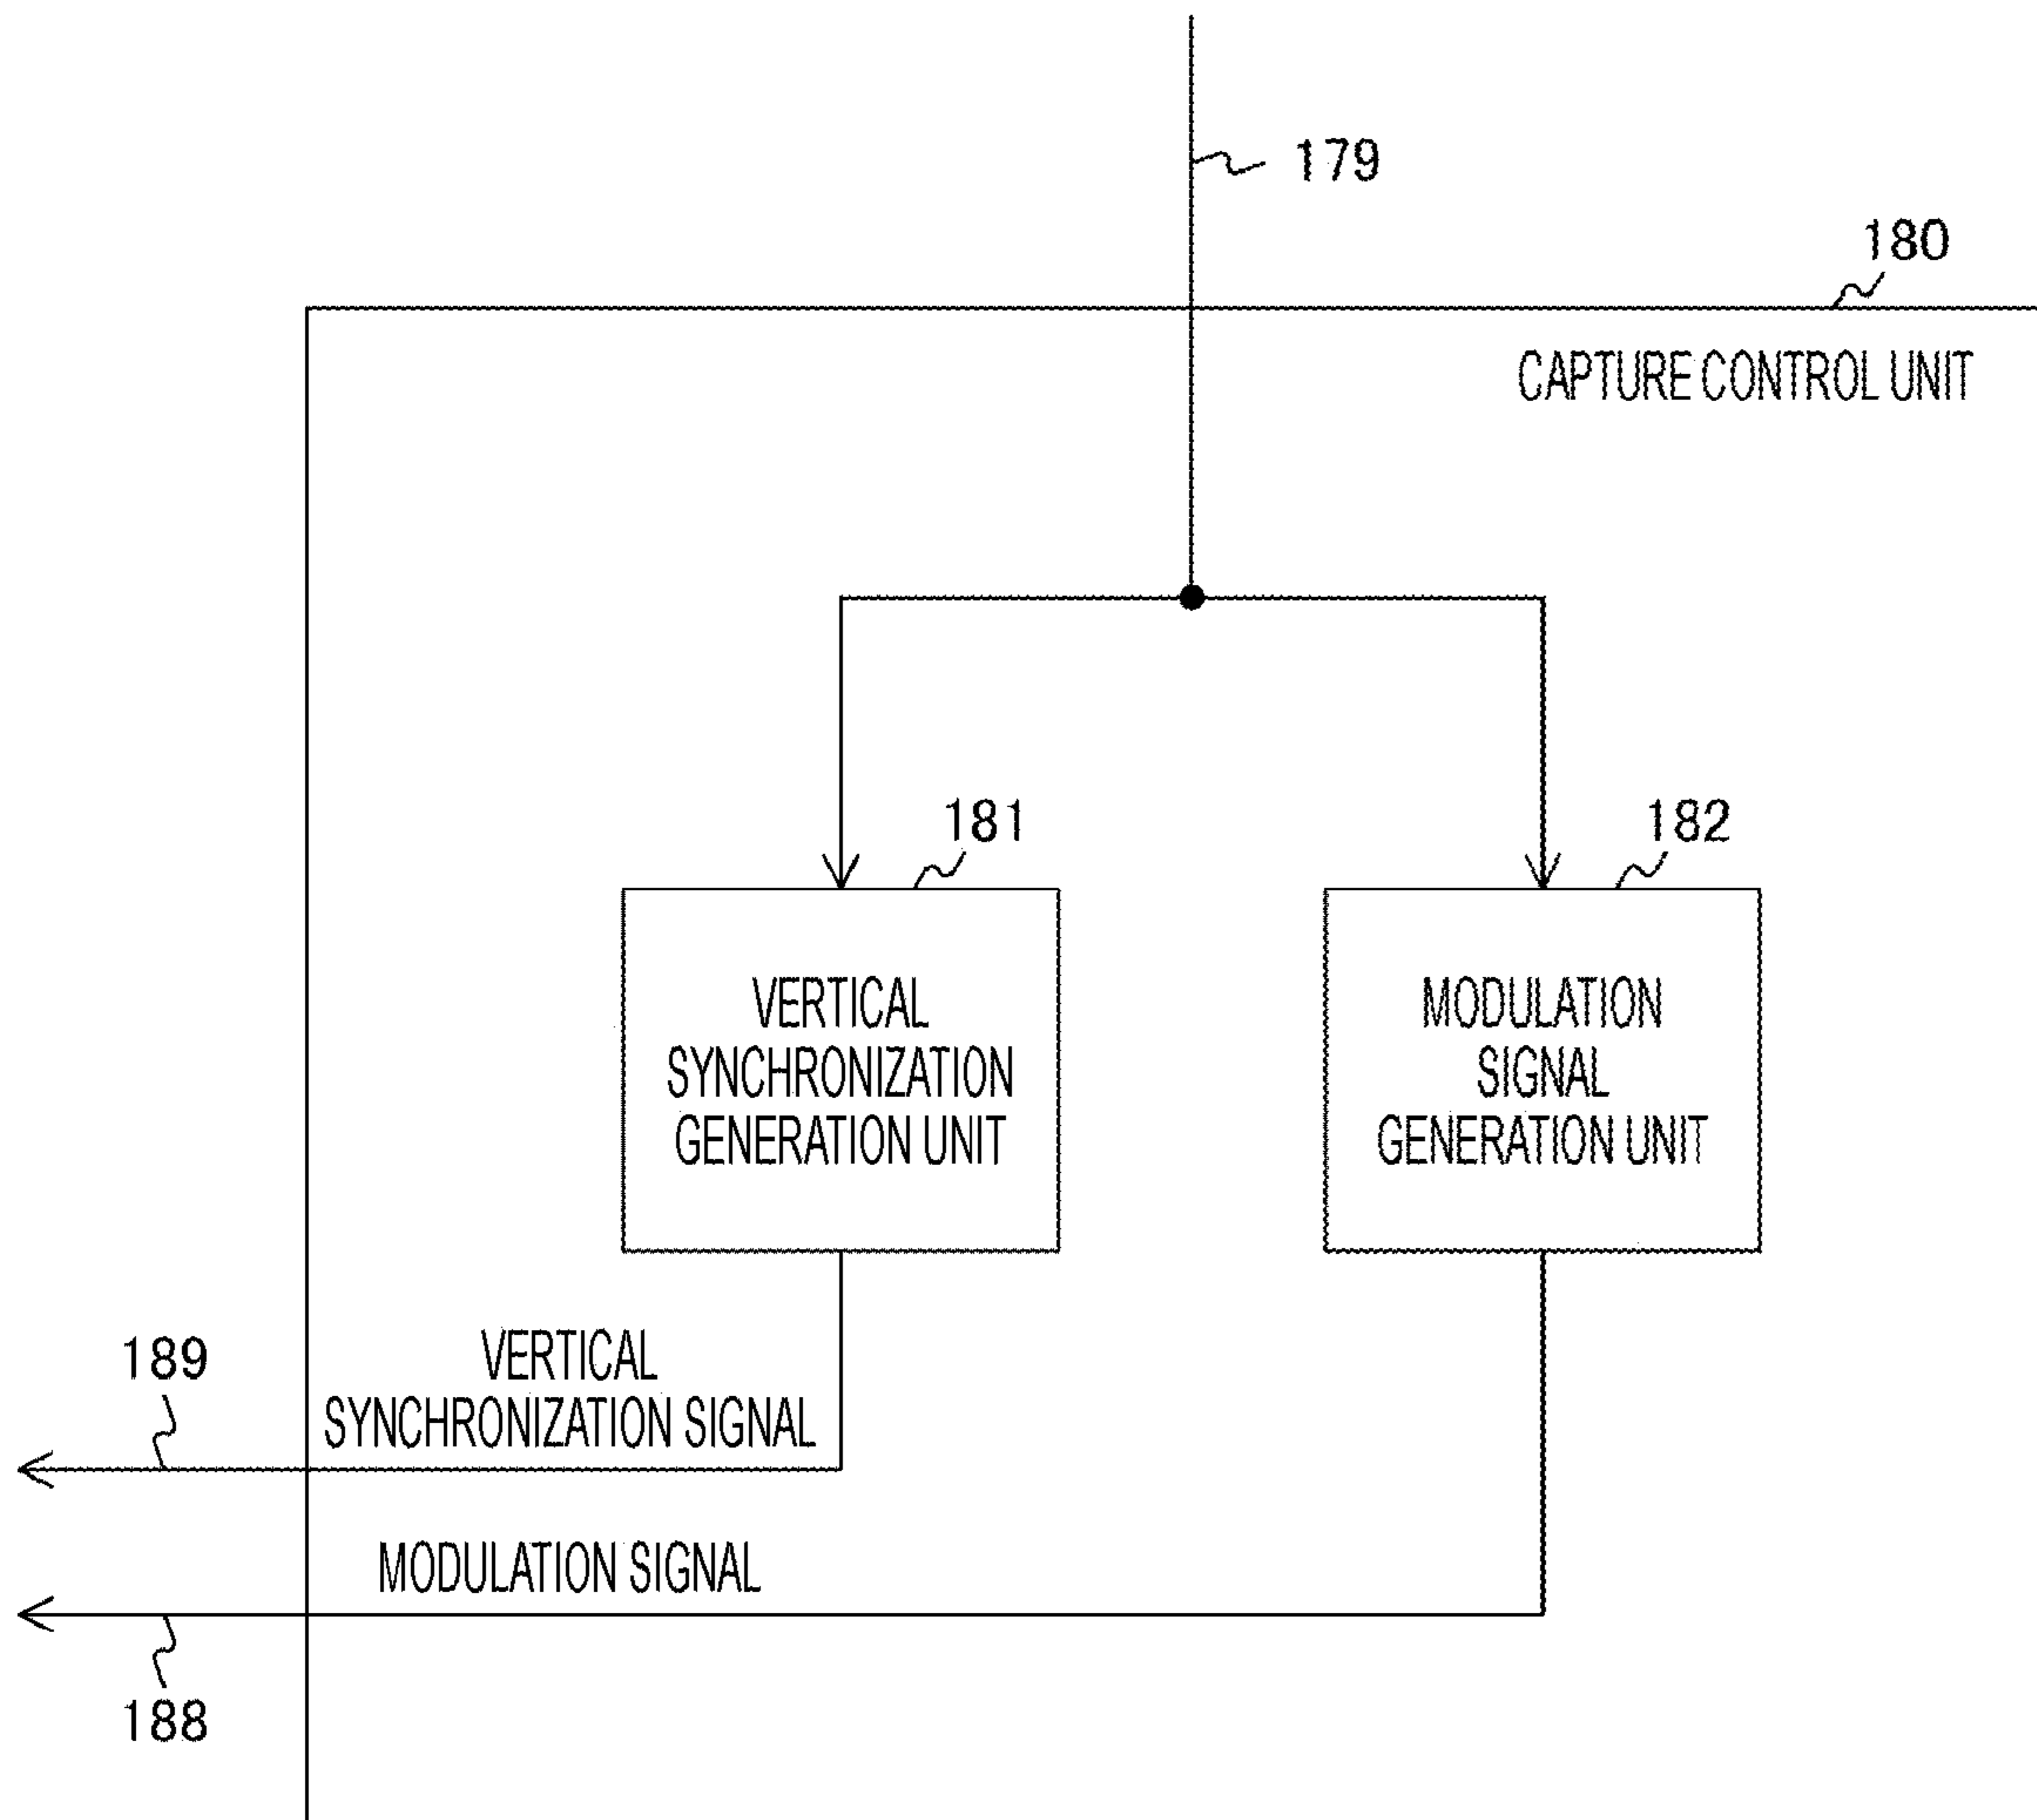 179
180
CAPTURE CONTROL UNIT
181
182
VERTICAL
SYNCHRONIZATION
GENERATION UNIT
MODULATION
SIGNAL
GENERATION UNIT
189
VERTICAL
SYNCHRONIZATION SIGNAL
MODULATION SIGNAL
188